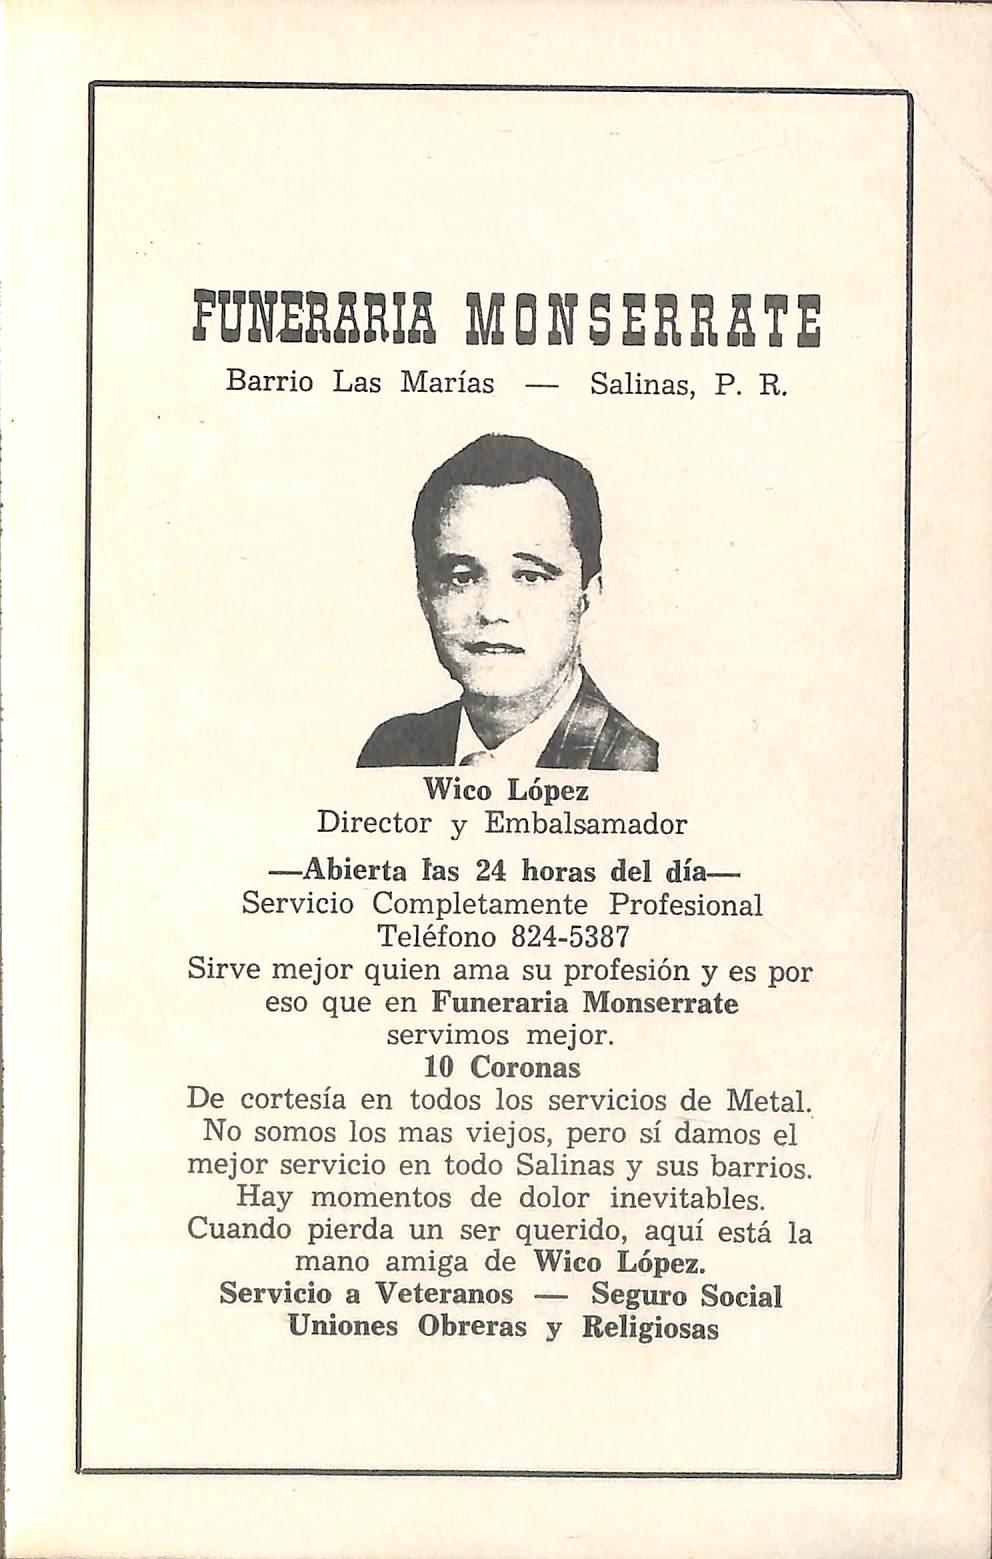 FUNERARIA MONSERRATE
Barrio Las Marías — Salinas, P. R.
Wico López
Director y Embalsamador
—Abierta las 24 horas del día—
Servicio Completamente Profesional
Teléfono 824-5387
Sirve mejor quien ama su profesión y es por
eso que en Funeraria Monserrate
servimos mejor.
10 Coronas
De cortesía en todos los servicios de Metal.
No somos los mas viejos, pero sí damos el
mejor servicio en todo Salinas y sus barrios.
Hay momentos de dolor inevitables.
Cuando pierda un ser querido, aquí está la
mano amiga de Wico López.
Servicio a Veteranos — Seguro Social
Uniones Obreras y Religiosas